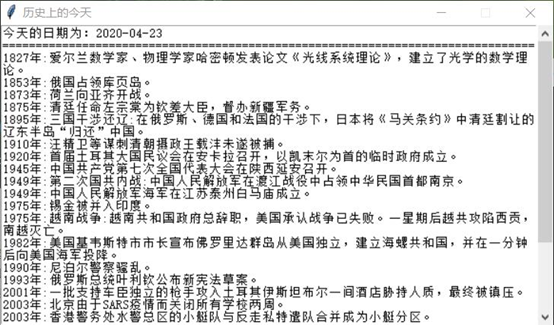 历史上的今天
今天的日期为：2020-04-23
================================================================================
1827年:爱尔兰数学家、物理学家哈密顿发表论文《光线系统理论》，建立了光学的数学理
论。
1853年:俄国占领库页岛。
1873年:荷兰向亚齐开战。
1875年:清廷任命左宗棠为钦差大臣，督办新疆军务。
1895年:三国干涉还辽:在俄罗斯、德国和法国的干涉下，日本将《马关条约》中清廷割让的
辽东半岛“归还”中国。
1910年:汪精卫等谋刺清朝摄政王载沣未遂被捕。
1920年:首届土耳其大国民议会在安卡拉召开，以凯末尔为首的临时政府成立。
1945年:中国共产党第七次全国代表大会在陕西延安召开。
1949年:第二次国共内战:中国人民解放军在渡江战役中占领中华民国首都南京。
1949年:中国人民解放军海军在江苏泰州白马庙成立。
1975年:锡金被并入印度。
1975年:越南战争:越南共和国政府总辞职，美国承认战争已失败。一星期后越共攻陷西贡，
南越灭亡。
1982年:美国基韦斯特市市长宣布佛罗里达群岛从美国独立，建立海螺共和国，并在一分钟
后向美国海军投降。
1990年:尼泊尔警察骚乱。
1993年:俄罗斯总统叶利钦公布新宪法草案。
2001年:一批支持车臣独立的枪手攻入土耳其伊斯坦布尔一间酒店胁持人质，最终被镇压。
2003年:北京由于SARS疫情而关闭所有学校两周。
2003年:香港警务处水警总区的小艇队与反走私特遣队合并成为小艇分区。